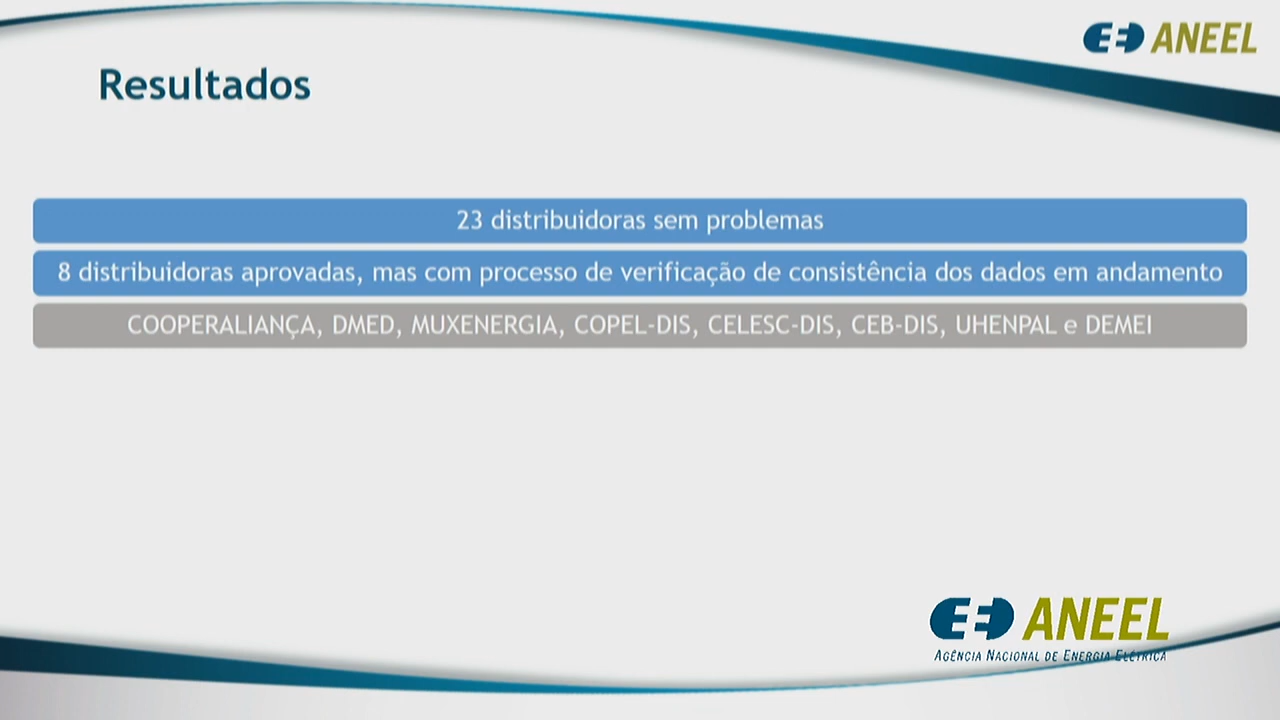 ANEEL
Resultados
23 distribuidoras sem problemas
8 distribuidoras aprovadas, mas com processo de verificação de consistência dos dados em andamento
COOPERALIANÇA, DMED, MUXENERGIA, COPEL-DIS, CELESC-DIS, CEB-DIS, UHENPAL e DEMEI
ANEEL
AGÊNCIA NACIONAL DE ENERGIA ELÉTRICA